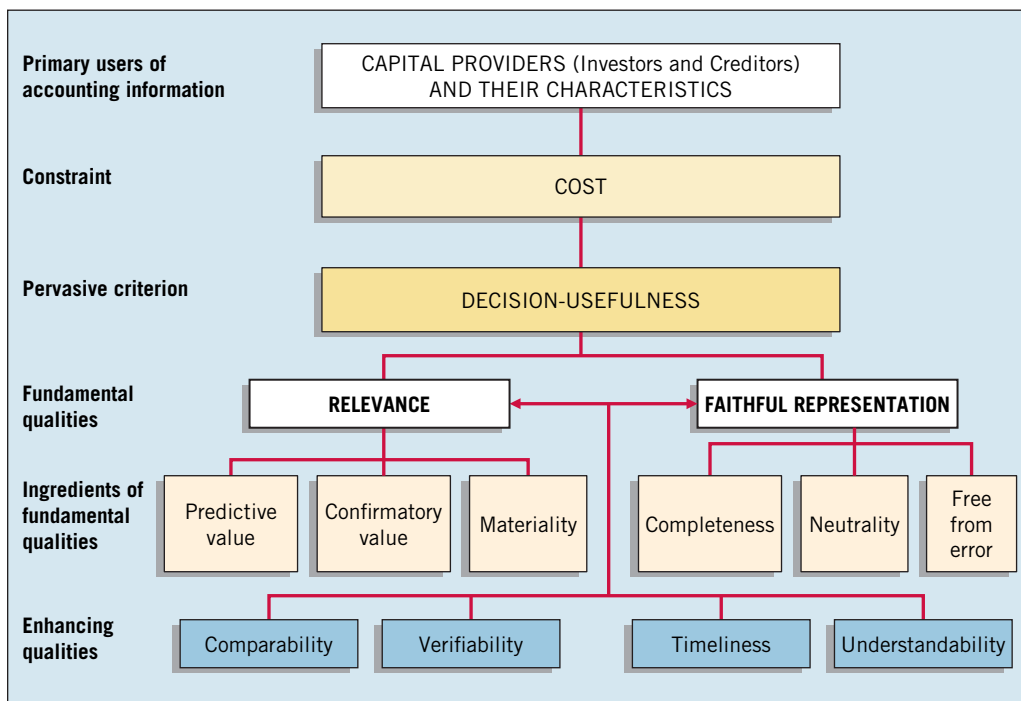 Primary users of
accounting information
CAPITAL PROVIDERS (Investors and Creditors)
AND THEIR CHARACTERISTICS
Constraint
COST
Pervasive criterion
DECISION-USEFULNESS
Fundamental
qualities
RELEVANCE
FAITHFUL REPRESENTATION
Ingredients of
fundamental
qualities
Predictive
value
Confirmatory
value
Materiality
Completeness
Neutrality
Free
from
error
Enhancing
qualities
Comparability
Verifiability
Timeliness
Understandability